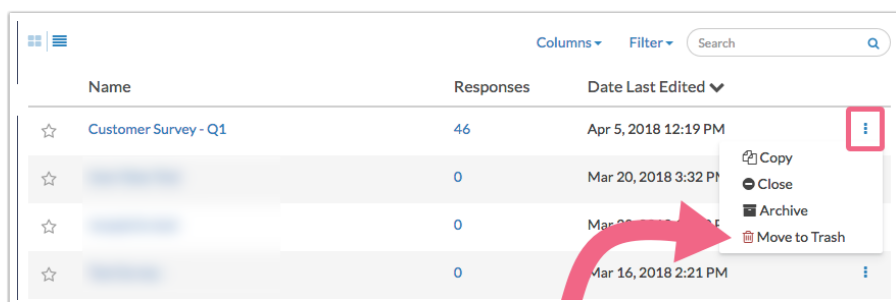 Columns Filter Search
Name Responses Date Last Edited
Customer Survey - Q1 46 Apr 5, 2018 12:19 PM
Copy
0 Mar 20, 2018 3:32 PM
Close
Archive
0 Mar
Move to Trash
0 Mar 16, 2018 2:21 PM